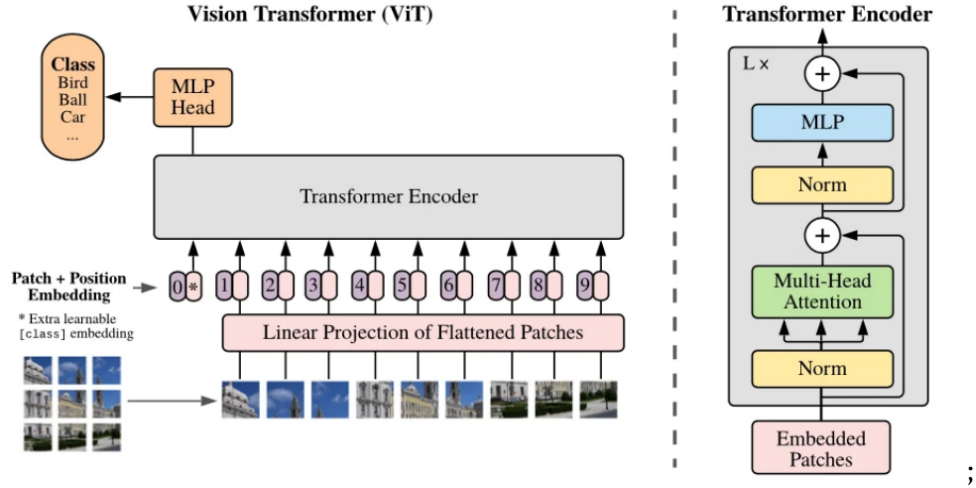 Vision Transformer (ViT)
Class
Bird
Ball
Car
...
MLP
Head
Transformer Encoder
Patch + Position
Embedding
* Extra learnable
[class] embedding
0 * 1 2 3 4 5 6 7 8 9
Linear Projection of Flattened Patches
Transformer Encoder
L ×
+
MLP
Norm
+
Multi-Head
Attention
Norm
Embedded
Patches
;